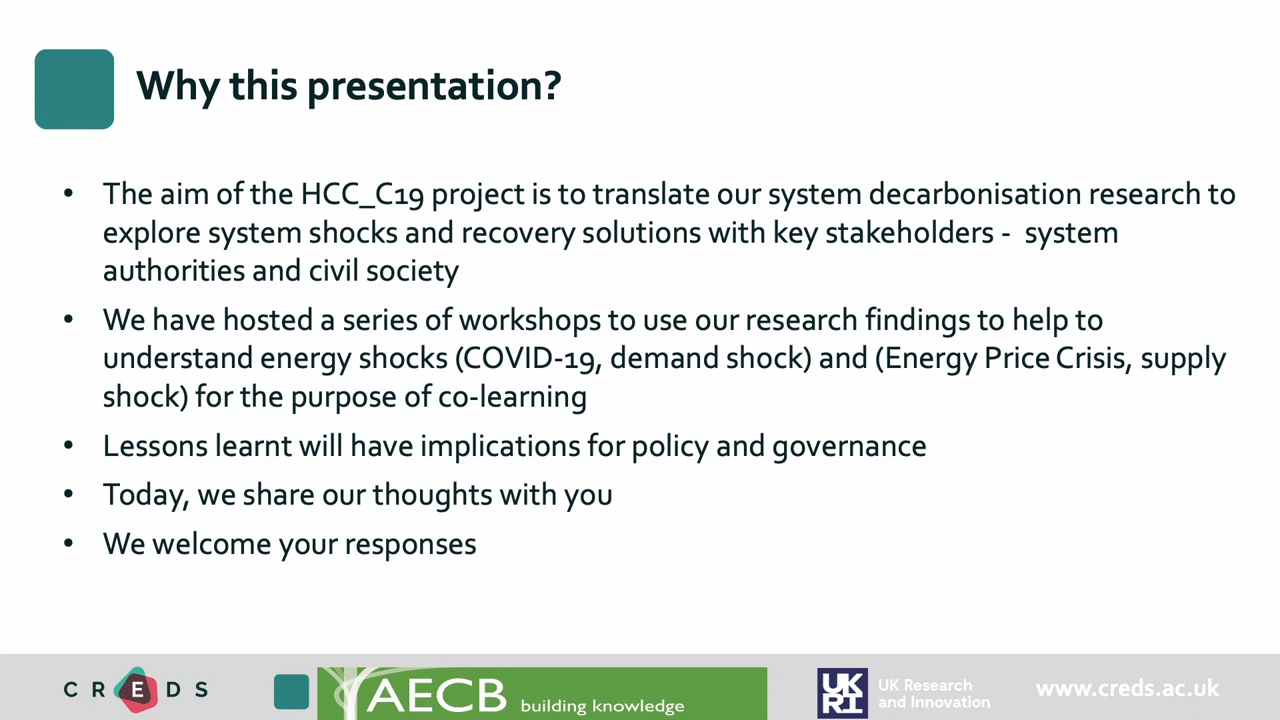 Why this presentation?
• The aim of the HCC_C19 project is to translate our system decarbonisation research to
explore system shocks and recovery solutions with key stakeholders -  system
authorities and civil society
• We have hosted a series of workshops to use our research findings to help to
understand energy shocks (COVID-19, demand shock) and (Energy Price Crisis, supply
shock) for the purpose of co-learning
• Lessons learnt will have implications for policy and governance
• Today, we share our thoughts with you
• We welcome your responses
CREDS
AECB building knowledge
UKRI
UK Research
and Innovation
www.creds.ac.uk